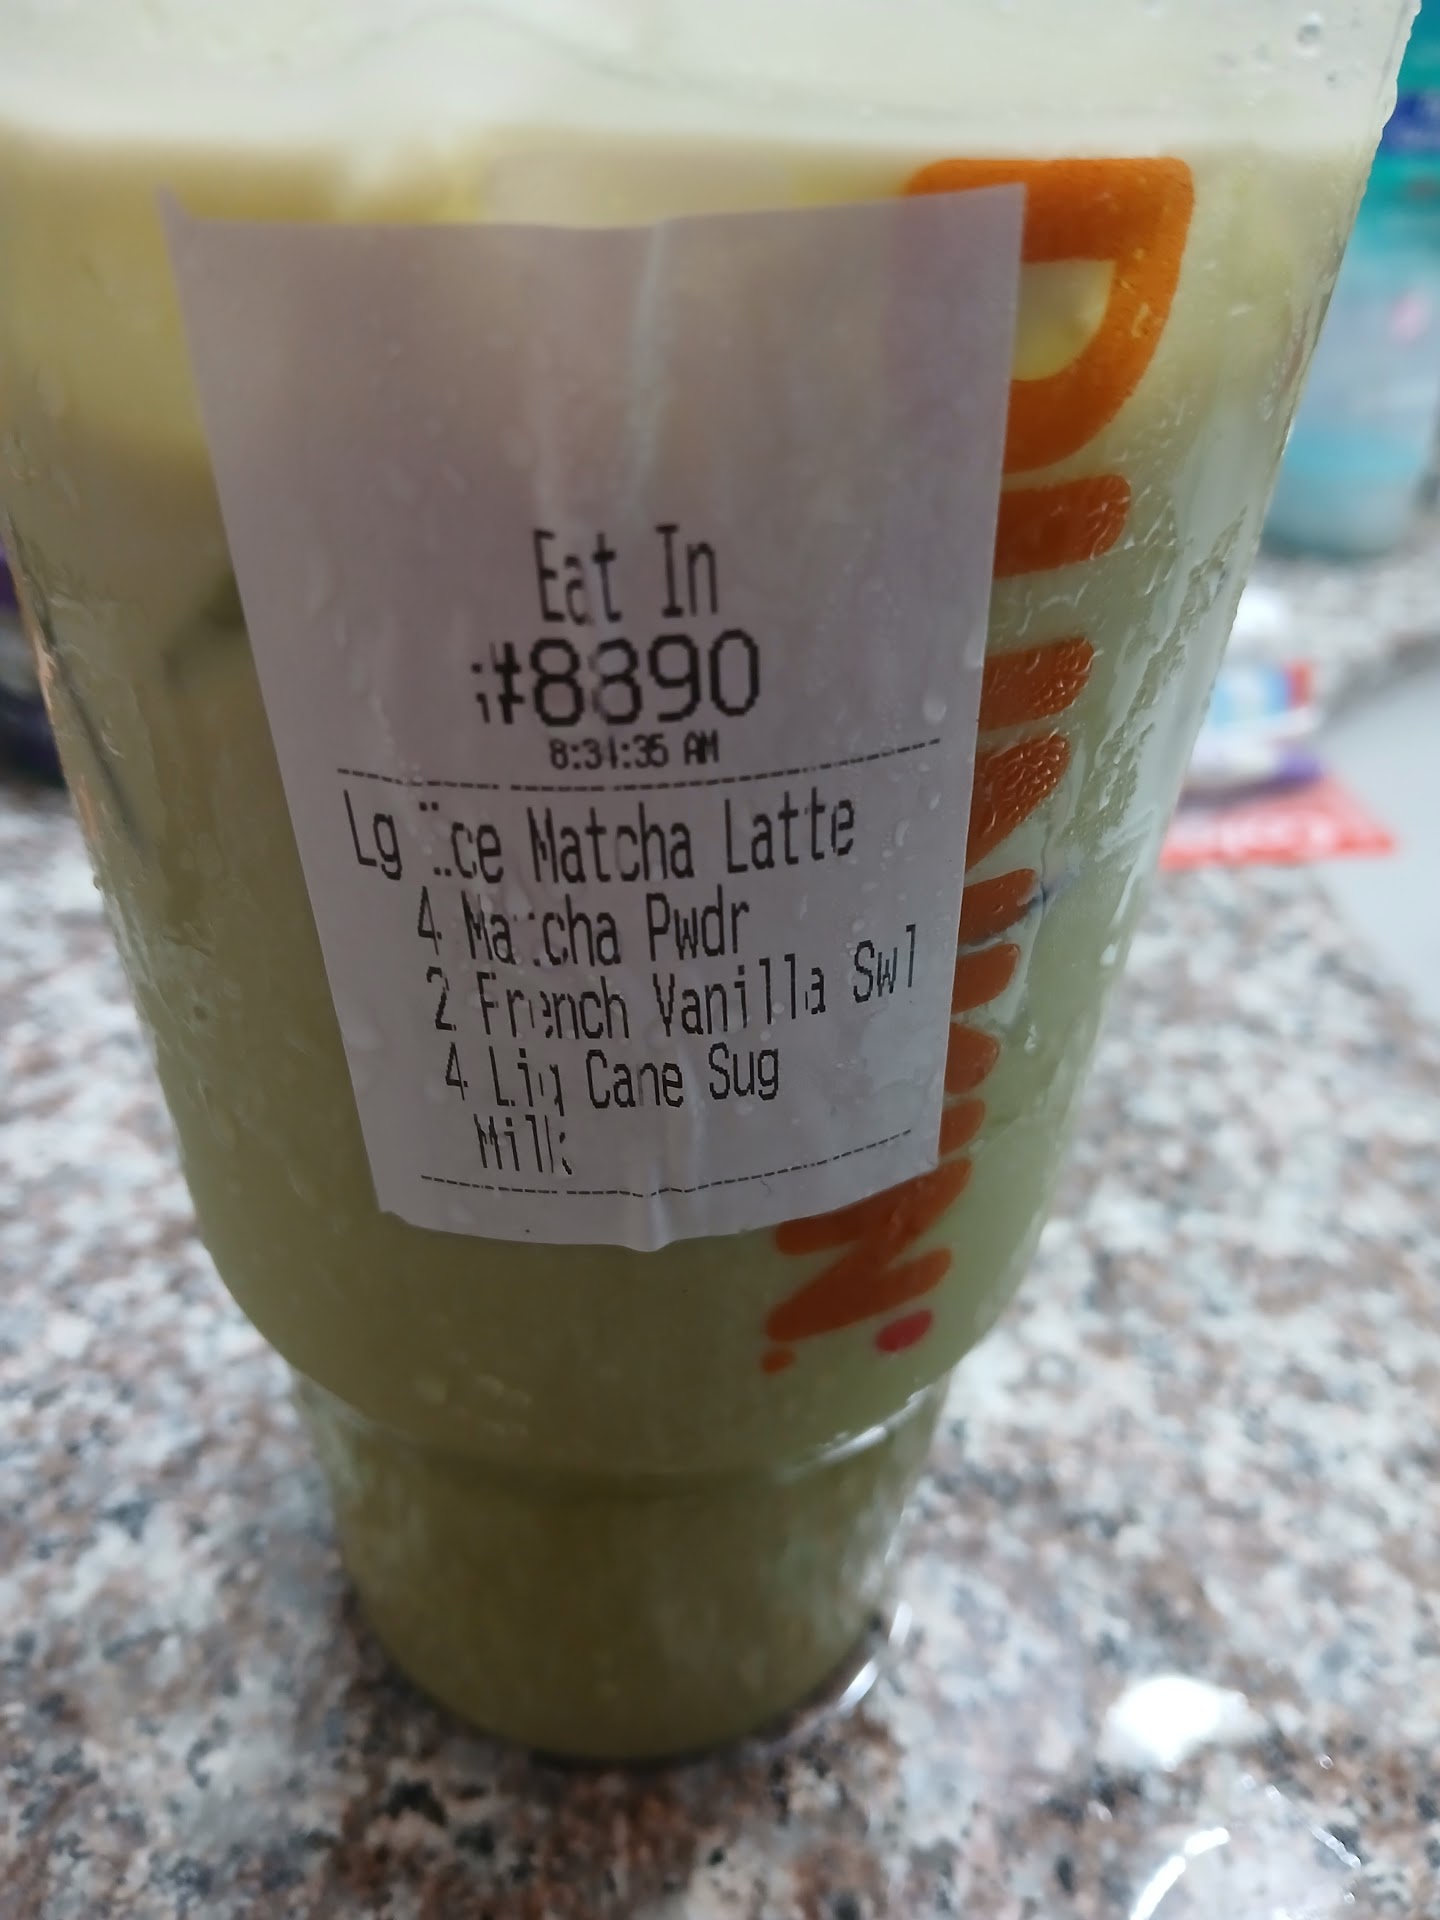 Eat In
#8890
8:31:35 AM
Lg Ice Matcha Latte
4 Matcha Pwdr
2 French Vanilla Swl
4 Liq Cane Sug
Milk
DUNKIN'